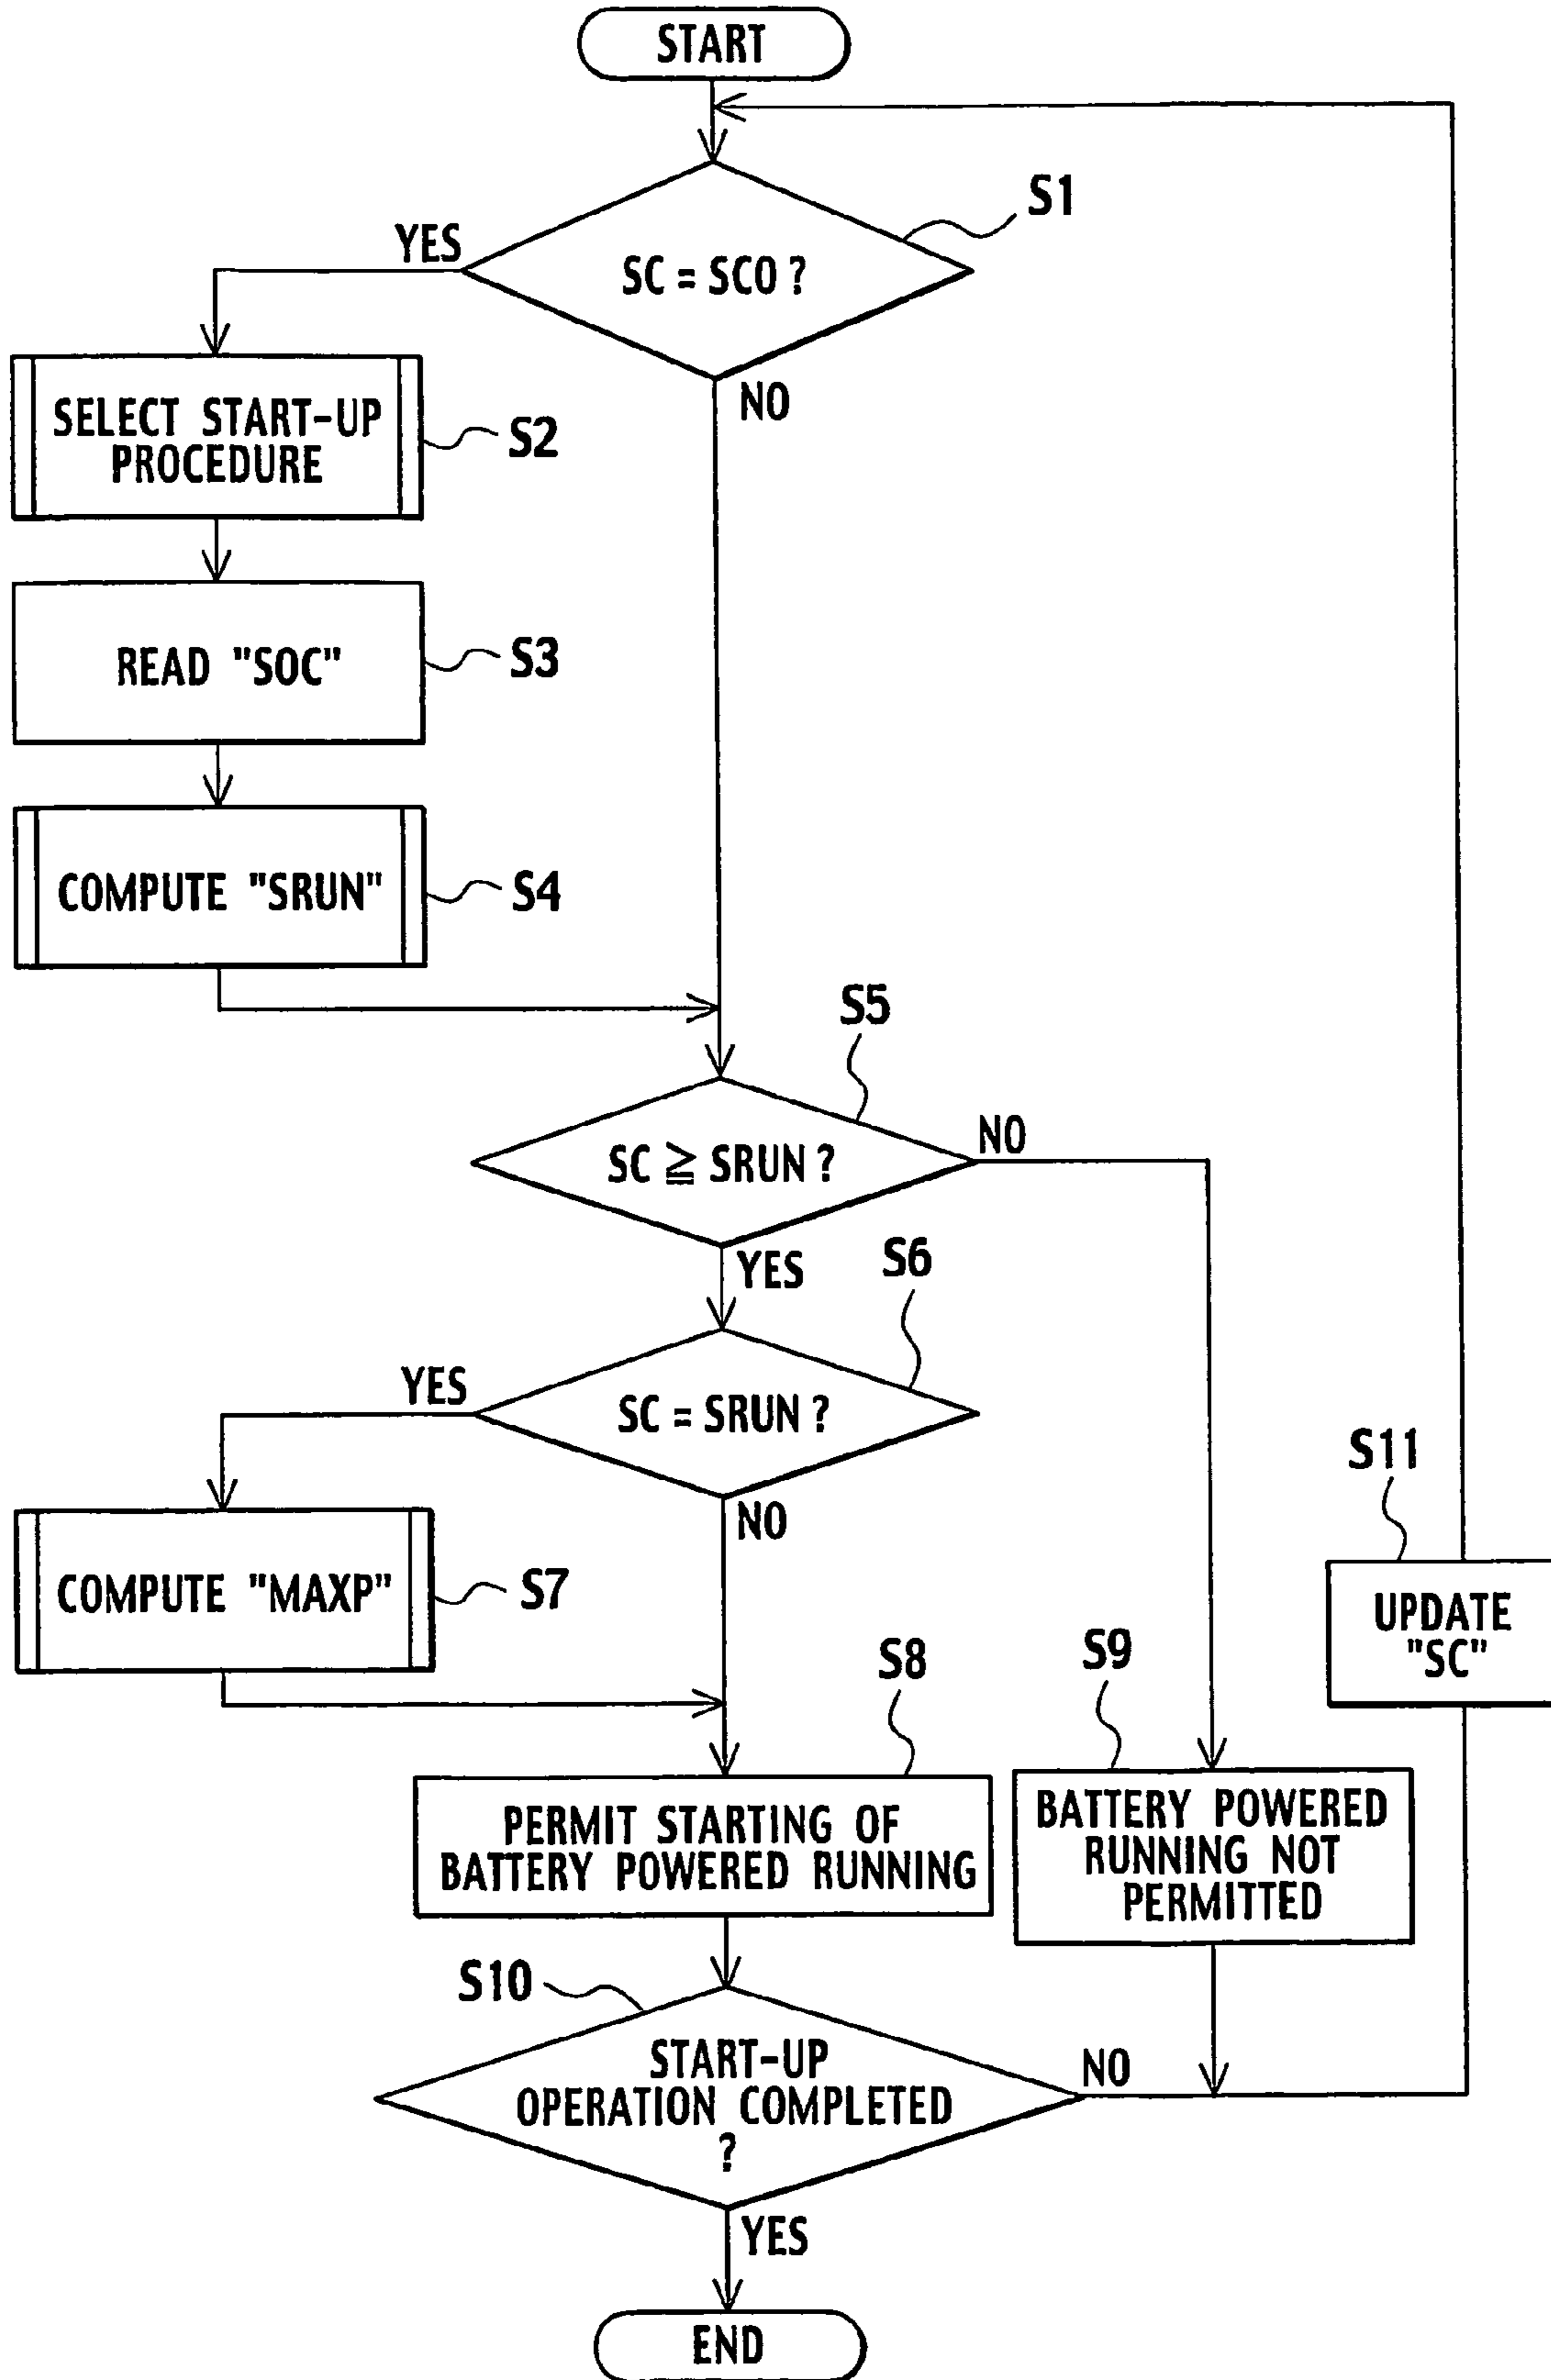 START
S1
YES
SC = SC0 ?
NO
SELECT START-UP
PROCEDURE
S2
READ "SOC"
S3
COMPUTE "SRUN"
S4
S5
SC ≧ SRUN ?
NO
YES
S6
YES
SC = SRUN ?
NO
S11
COMPUTE "MAXP"
S7
UPDATE
"SC"
S8
S9
PERMIT STARTING OF
BATTERY POWERED RUNNING
BATTERY POWERED
RUNNING NOT
PERMITTED
S10
START-UP
OPERATION COMPLETED
?
NO
YES
END